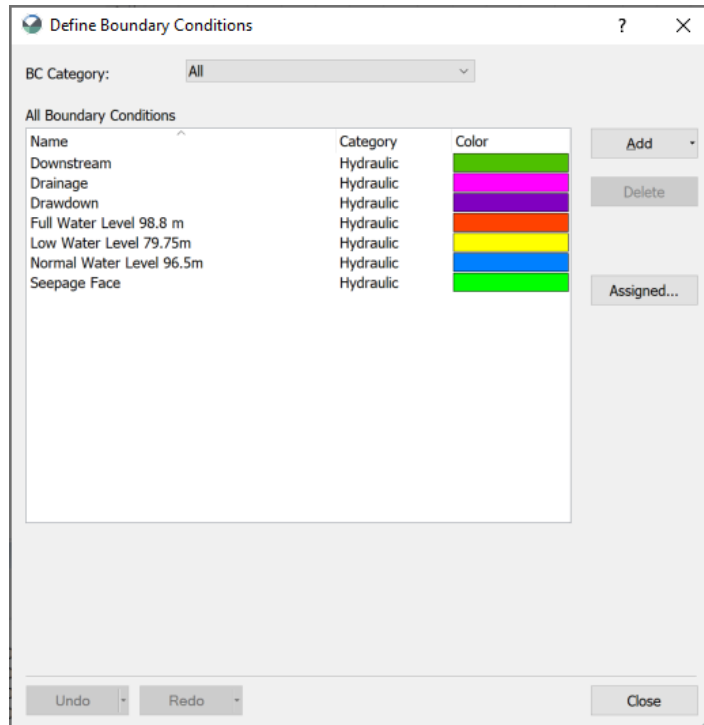 Define Boundary Conditions ? ×
BC Category: All
All Boundary Conditions
Name Category Color
Downstream Hydraulic
Drainage Hydraulic
Drawdown Hydraulic
Full Water Level 98.8 m Hydraulic
Low Water Level 79.75m Hydraulic
Normal Water Level 96.5m Hydraulic
Seepage Face Hydraulic
Add
Delete
Assigned...
Undo Redo Close